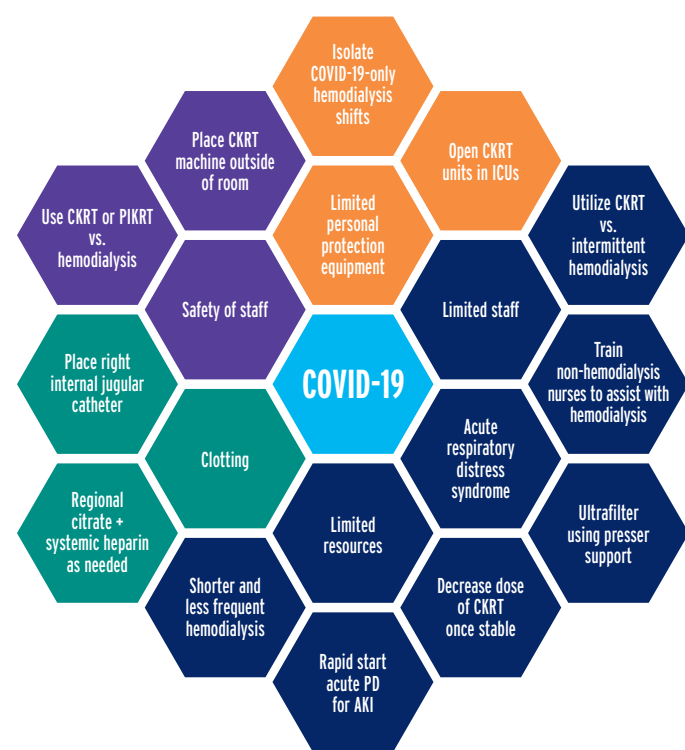 Isolate
COVID-19-only
hemodialysis
shifts
Place CKRT
machine outside
of room
Open CKRT
units in ICUs
Use CKRT or PIKRT
vs.
hemodialysis
Limited
personal
protection
equipment
Utilize CKRT
vs.
intermittent
hemodialysis
Safety of staff
Limited staff
Place right
internal jugular
catheter
COVID-19
Train
non-hemodialysis
nurses to assist with
hemodialysis
Clotting
Acute
respiratory
distress
syndrome
Regional
citrate +
systemic heparin
as needed
Limited
resources
Ultrafilter
using presser
support
Shorter and
less frequent
hemodialysis
Decrease dose
of CKRT
once stable
Rapid start
acute PD
for AKI